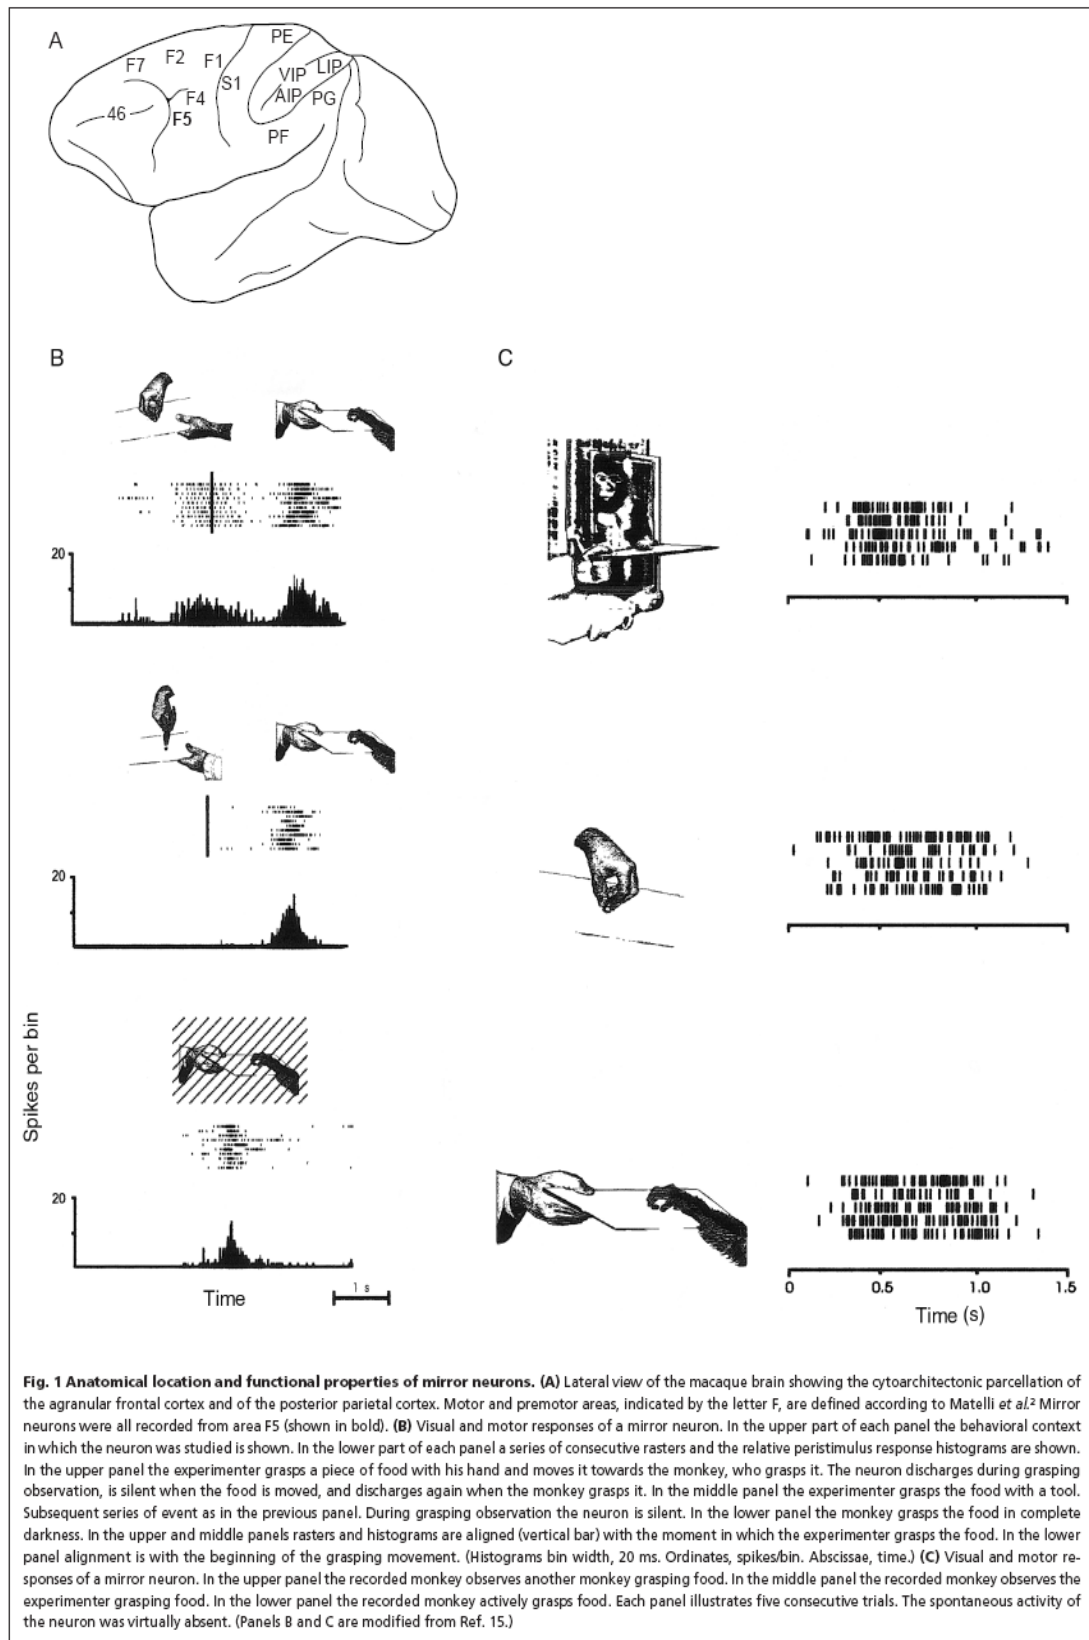 A
PE
F7
F2
F1
S1
VIP
LIP
F4
AIP
PG
46
F5
PF
B
C
20
20
Spikes per bin
20
Time
1 s
0
0.5
1.0
1.5
Time (s)
Fig. 1 Anatomical location and functional properties of mirror neurons. (A) Lateral view of the macaque brain showing the cytoarchitectonic parcellation of
the agranular frontal cortex and of the posterior parietal cortex. Motor and premotor areas, indicated by the letter F, are defined according to Matelli et al.² Mirror
neurons were all recorded from area F5 (shown in bold). (B) Visual and motor responses of a mirror neuron. In the upper part of each panel the behavioral context
in which the neuron was studied is shown. In the lower part of each panel a series of consecutive rasters and the relative peristimulus response histograms are shown.
In the upper panel the experimenter grasps a piece of food with his hand and moves it towards the monkey, who grasps it. The neuron discharges during grasping
observation, is silent when the food is moved, and discharges again when the monkey grasps it. In the middle panel the experimenter grasps the food with a tool.
Subsequent series of event as in the previous panel. During grasping observation the neuron is silent. In the lower panel the monkey grasps the food in complete
darkness. In the upper and middle panels rasters and histograms are aligned (vertical bar) with the moment in which the experimenter grasps the food. In the lower
panel alignment is with the beginning of the grasping movement. (Histograms bin width, 20 ms. Ordinates, spikes/bin. Abscissae, time.) (C) Visual and motor re-
sponses of a mirror neuron. In the upper panel the recorded monkey observes another monkey grasping food. In the middle panel the recorded monkey observes the
experimenter grasping food. In the lower panel the recorded monkey actively grasps food. Each panel illustrates five consecutive trials. The spontaneous activity of
the neuron was virtually absent. (Panels B and C are modified from Ref. 15.)